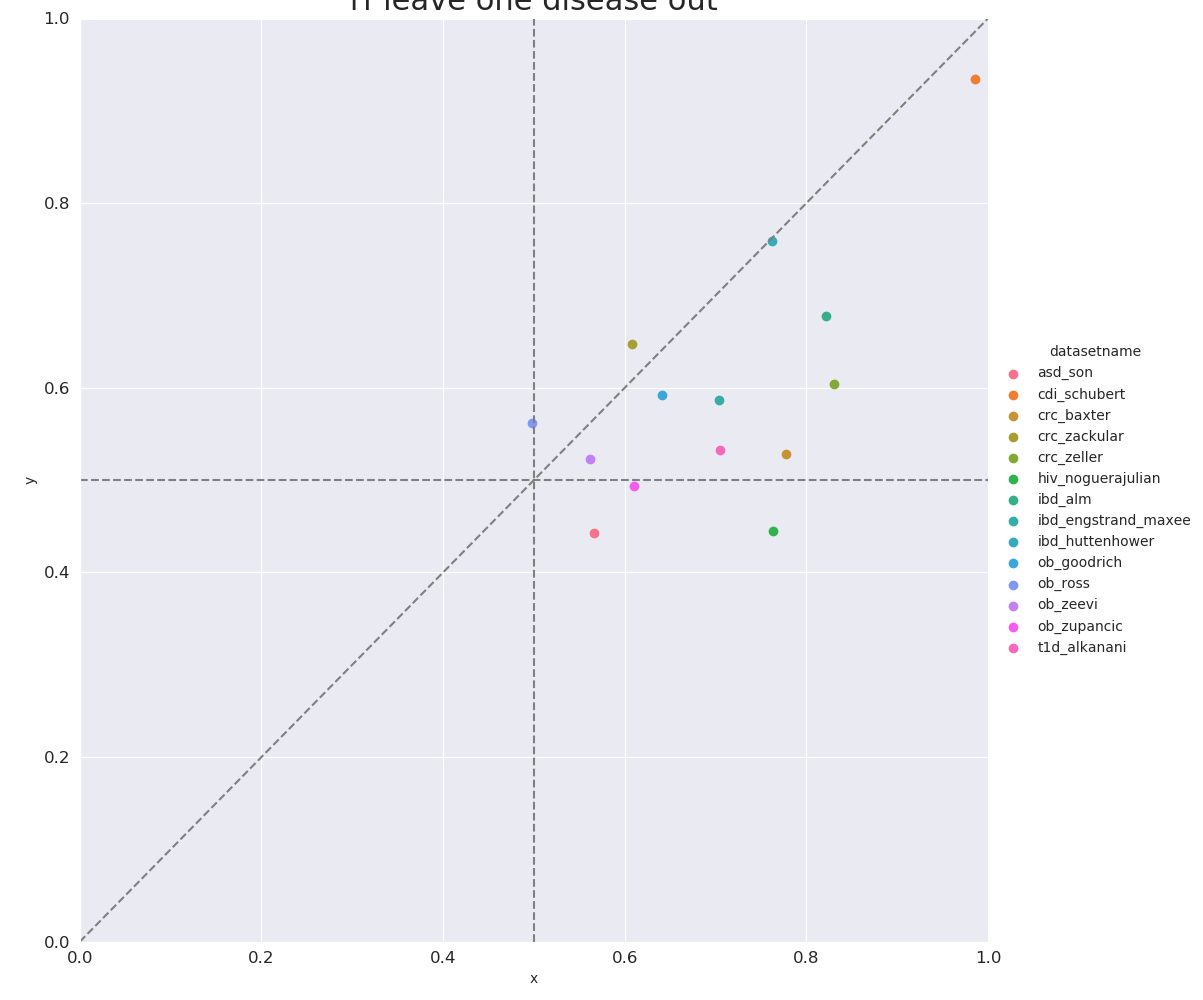 rf leave one disease out
1.0
0.8
0.6
0.4
0.2
0.0
0.0 0.2 0.4 0.6 0.8 1.0
x
y
datasetname
asd_son
cdi_schubert
crc_baxter
crc_zackular
crc_zeller
hiv_noguerajulian
ibd_alm
ibd_engstrand_maxee
ibd_huttenhower
ob_goodrich
ob_ross
ob_zeevi
ob_zupancic
t1d_alkanani